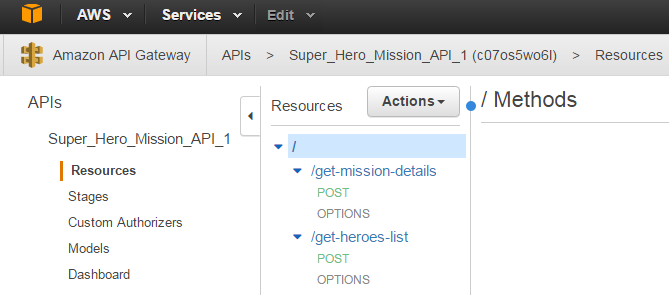 AWS Services Edit
Amazon API Gateway APIs > Super_Hero_Mission_API_1 (c07os5wo6l) > Resources
APIs
Super_Hero_Mission_API_1
Resources
Stages
Custom Authorizers
Models
Dashboard
Resources Actions
/
/get-mission-details
POST
OPTIONS
/get-heroes-list
POST
OPTIONS
/ Methods